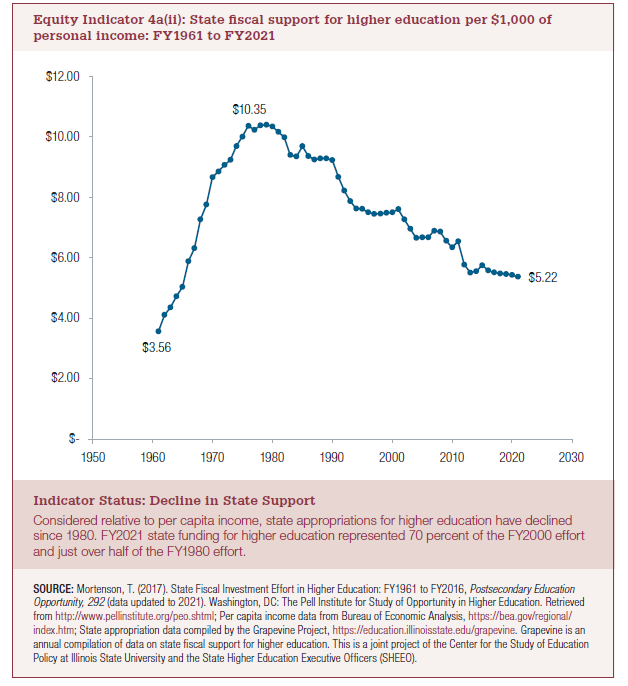 Equity Indicator 4a(ii): State fiscal support for higher education per $1,000 of
personal income: FY1961 to FY2021
$12.00
$10.35
$10.00
$8.00
$6.00
$5.22
$4.00
$3.56
$2.00
$-
1950 1960 1970 1980 1990 2000 2010 2020 2030
Indicator Status: Decline in State Support
Considered relative to per capita income, state appropriations for higher education have declined
since 1980. FY2021 state funding for higher education represented 70 percent of the FY2000 effort
and just over half of the FY1980 effort.
SOURCE: Mortenson, T. (2017). State Fiscal Investment Effort in Higher Education: FY1961 to FY2016, Postsecondary Education
Opportunity, 292 (data updated to 2021). Washington, DC: The Pell Institute for Study of Opportunity in Higher Education. Retrieved
from http://www.pellinstitute.org/peo.shtml; Per capita income data from Bureau of Economic Analysis, https://bea.gov/regional/
index.htm; State appropriation data compiled by the Grapevine Project, https://education.illinoisstate.edu/grapevine. Grapevine is an
annual compilation of data on state fiscal support for higher education. This is a joint project of the Center for the Study of Education
Policy at Illinois State University and the State Higher Education Executive Officers (SHEEO).